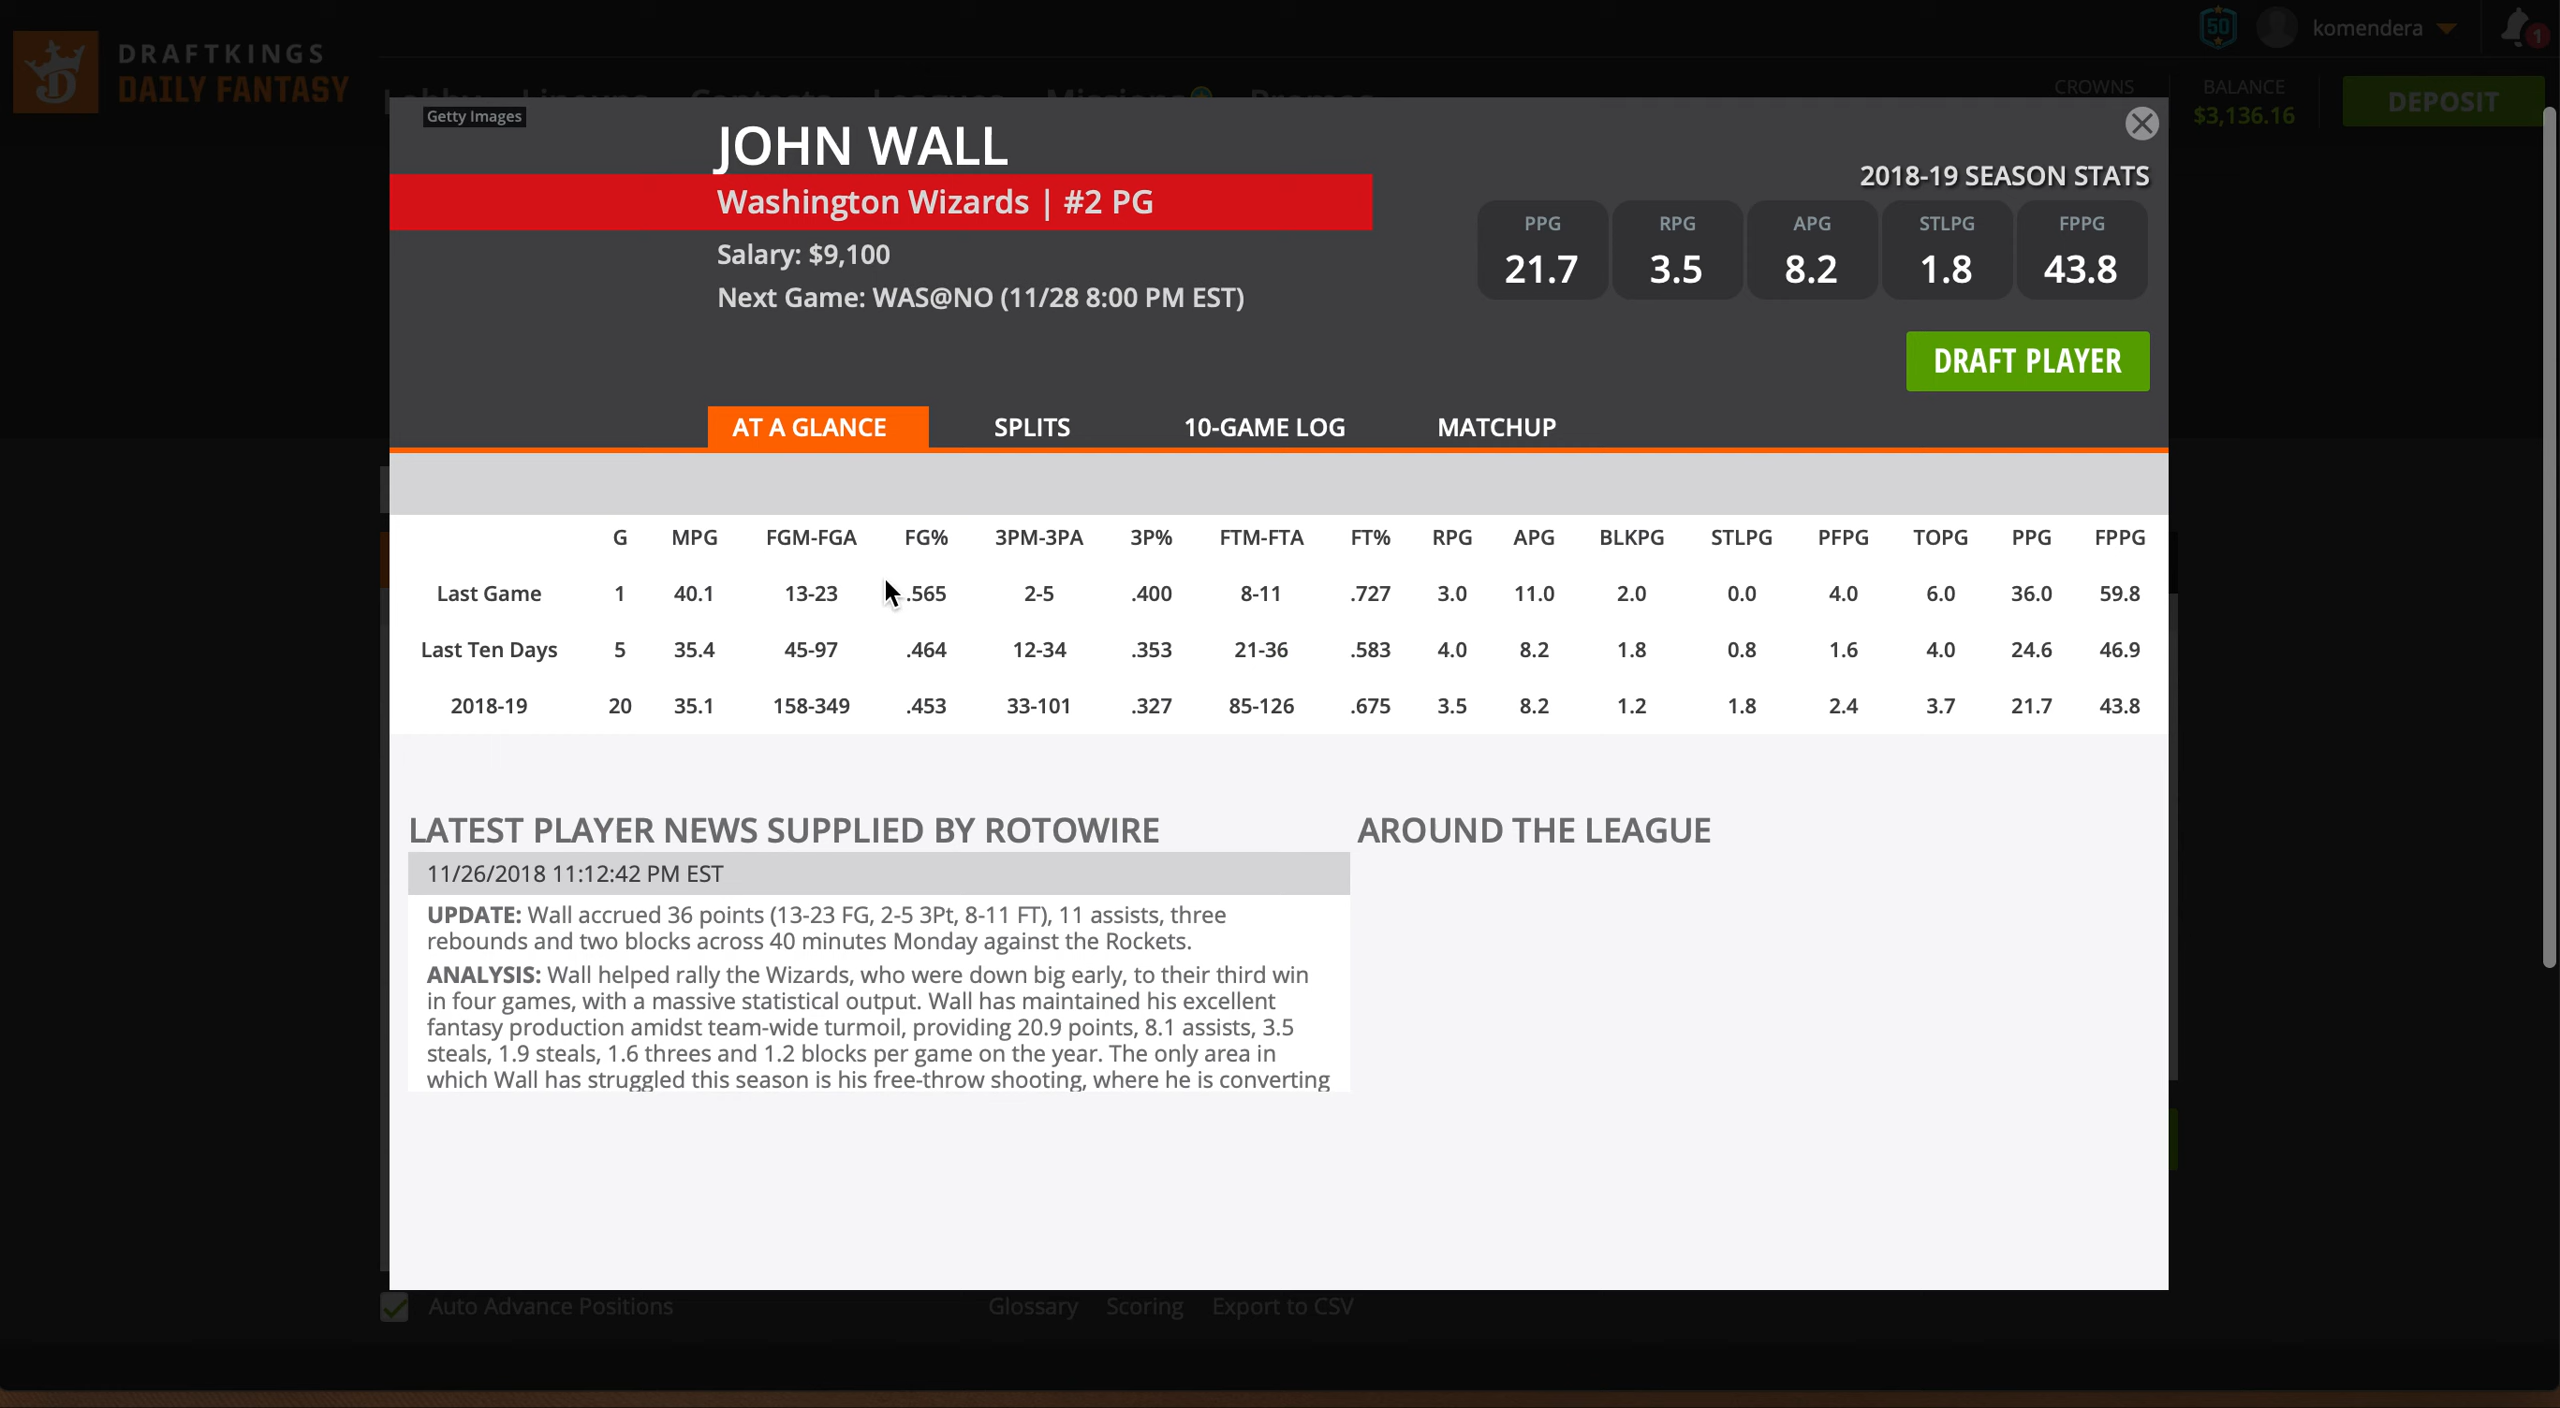 DRAFTKINGS
DAILY FANTASY
50
komendera
1
Lobby Lineups Contests Leagues Missions Promos
CROWNS
BALANCE
$3,136.16
DEPOSIT
Getty Images
JOHN WALL
Washington Wizards | #2 PG
Salary: $9,100
Next Game: WAS@NO (11/28 8:00 PM EST)
2018-19 SEASON STATS
PPG RPG APG STLPG FPPG
21.7 3.5 8.2 1.8 43.8
DRAFT PLAYER
AT A GLANCE SPLITS 10-GAME LOG MATCHUP
G MPG FGM-FGA FG% 3PM-3PA 3P% FTM-FTA FT% RPG APG BLKPG STLPG PFPG TOPG PPG FPPG
Last Game 1 40.1 13-23 .565 2-5 .400 8-11 .727 3.0 11.0 2.0 0.0 4.0 6.0 36.0 59.8
Last Ten Days 5 35.4 45-97 .464 12-34 .353 21-36 .583 4.0 8.2 1.8 0.8 1.6 4.0 24.6 46.9
2018-19 20 35.1 158-349 .453 33-101 .327 85-126 .675 3.5 8.2 1.2 1.8 2.4 3.7 21.7 43.8
LATEST PLAYER NEWS SUPPLIED BY ROTOWIRE
11/26/2018 11:12:42 PM EST
UPDATE: Wall accrued 36 points (13-23 FG, 2-5 3Pt, 8-11 FT), 11 assists, three
rebounds and two blocks across 40 minutes Monday against the Rockets.
ANALYSIS: Wall helped rally the Wizards, who were down big early, to their third win
in four games, with a massive statistical output. Wall has maintained his excellent
fantasy production amidst team-wide turmoil, providing 20.9 points, 8.1 assists, 3.5
steals, 1.9 steals, 1.6 threes and 1.2 blocks per game on the year. The only area in
which Wall has struggled this season is his free-throw shooting, where he is converting
AROUND THE LEAGUE
Auto Advance Positions
Glossary Scoring Export to CSV